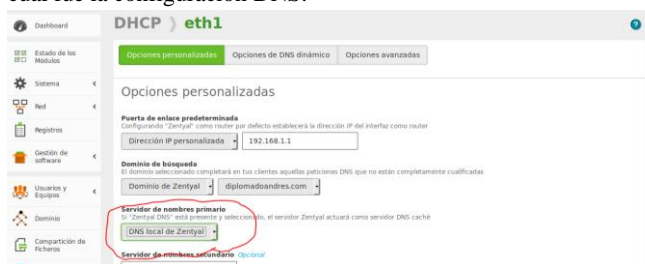 cuál fue la configuración DNS.
DHCP ⟩ eth1
Dashboard
Estado de los
Módulos
Sistema
Red
Registros
Gestión de
software
Usuarios y
Equipos
Dominio
Compartición de
Ficheros
Opciones personalizadas
Opciones de DNS dinámico
Opciones avanzadas
Opciones personalizadas
Puerta de enlace predeterminada
Configurando "Zentyal" como router por defecto establecerá la dirección IP del interfaz como router
Dirección IP personalizada
192.168.1.1
Dominio de búsqueda
El dominio seleccionado completará en tus clientes aquellas peticiones DNS que no están completamente cualificadas
Dominio de Zentyal
diplomadoandres.com
Servidor de nombres primario
Si "Zentyal DNS" está presente y seleccionado, el servidor Zentyal actuará como servidor DNS caché
DNS local de Zentyal
Servidor de nombres secundario Opcional